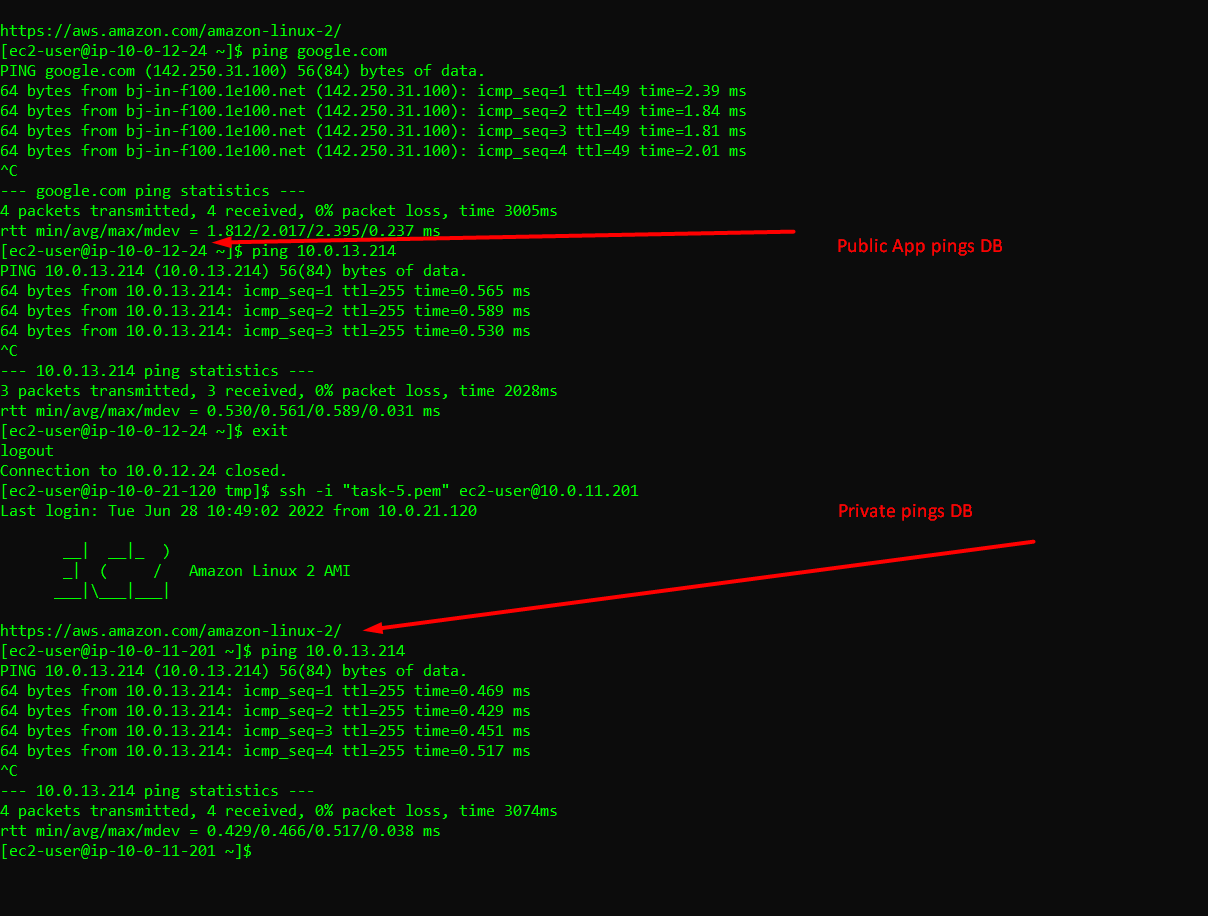 https://aws.amazon.com/amazon-linux-2/
[ec2-user@ip-10-0-12-24 ~]$ ping google.com
PING google.com (142.250.31.100) 56(84) bytes of data.
64 bytes from bj-in-f100.1e100.net (142.250.31.100): icmp_seq=1 ttl=49 time=2.39 ms
64 bytes from bj-in-f100.1e100.net (142.250.31.100): icmp_seq=2 ttl=49 time=1.84 ms
64 bytes from bj-in-f100.1e100.net (142.250.31.100): icmp_seq=3 ttl=49 time=1.81 ms
64 bytes from bj-in-f100.1e100.net (142.250.31.100): icmp_seq=4 ttl=49 time=2.01 ms
^C
--- google.com ping statistics ---
4 packets transmitted, 4 received, 0% packet loss, time 3005ms
rtt min/avg/max/mdev = 1.812/2.017/2.395/0.237 ms
[ec2-user@ip-10-0-12-24 ~]$ ping 10.0.13.214
Public App pings DB
PING 10.0.13.214 (10.0.13.214) 56(84) bytes of data.
64 bytes from 10.0.13.214: icmp_seq=1 ttl=255 time=0.565 ms
64 bytes from 10.0.13.214: icmp_seq=2 ttl=255 time=0.589 ms
64 bytes from 10.0.13.214: icmp_seq=3 ttl=255 time=0.530 ms
^C
--- 10.0.13.214 ping statistics ---
3 packets transmitted, 3 received, 0% packet loss, time 2028ms
rtt min/avg/max/mdev = 0.530/0.561/0.589/0.031 ms
[ec2-user@ip-10-0-12-24 ~]$ exit
logout
Connection to 10.0.12.24 closed.
[ec2-user@ip-10-0-21-120 tmp]$ ssh -i "task-5.pem" ec2-user@10.0.11.201
Last login: Tue Jun 28 10:49:02 2022 from 10.0.21.120
Private pings DB
       __|  __|_  )
       _|  (     /   Amazon Linux 2 AMI
      ___|\___|___|
https://aws.amazon.com/amazon-linux-2/
[ec2-user@ip-10-0-11-201 ~]$ ping 10.0.13.214
PING 10.0.13.214 (10.0.13.214) 56(84) bytes of data.
64 bytes from 10.0.13.214: icmp_seq=1 ttl=255 time=0.469 ms
64 bytes from 10.0.13.214: icmp_seq=2 ttl=255 time=0.429 ms
64 bytes from 10.0.13.214: icmp_seq=3 ttl=255 time=0.451 ms
64 bytes from 10.0.13.214: icmp_seq=4 ttl=255 time=0.517 ms
^C
--- 10.0.13.214 ping statistics ---
4 packets transmitted, 4 received, 0% packet loss, time 3074ms
rtt min/avg/max/mdev = 0.429/0.466/0.517/0.038 ms
[ec2-user@ip-10-0-11-201 ~]$